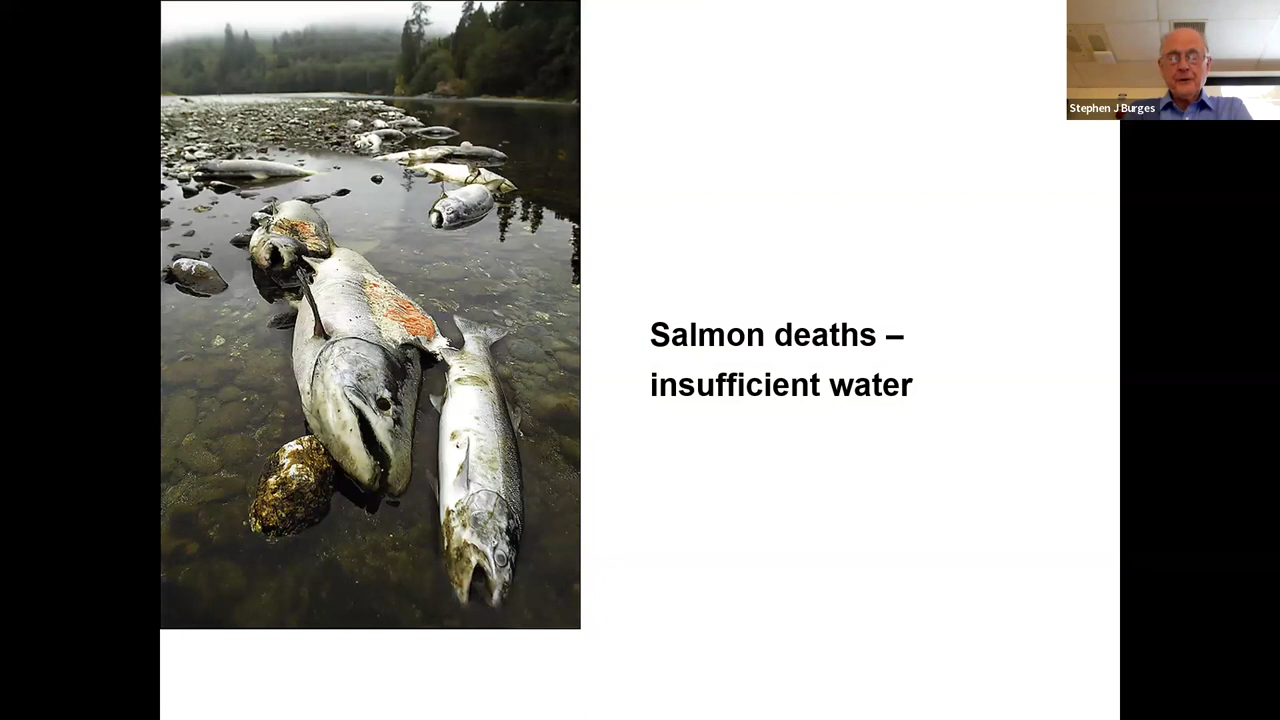 Stephen J Burges
Salmon deaths –
insufficient water